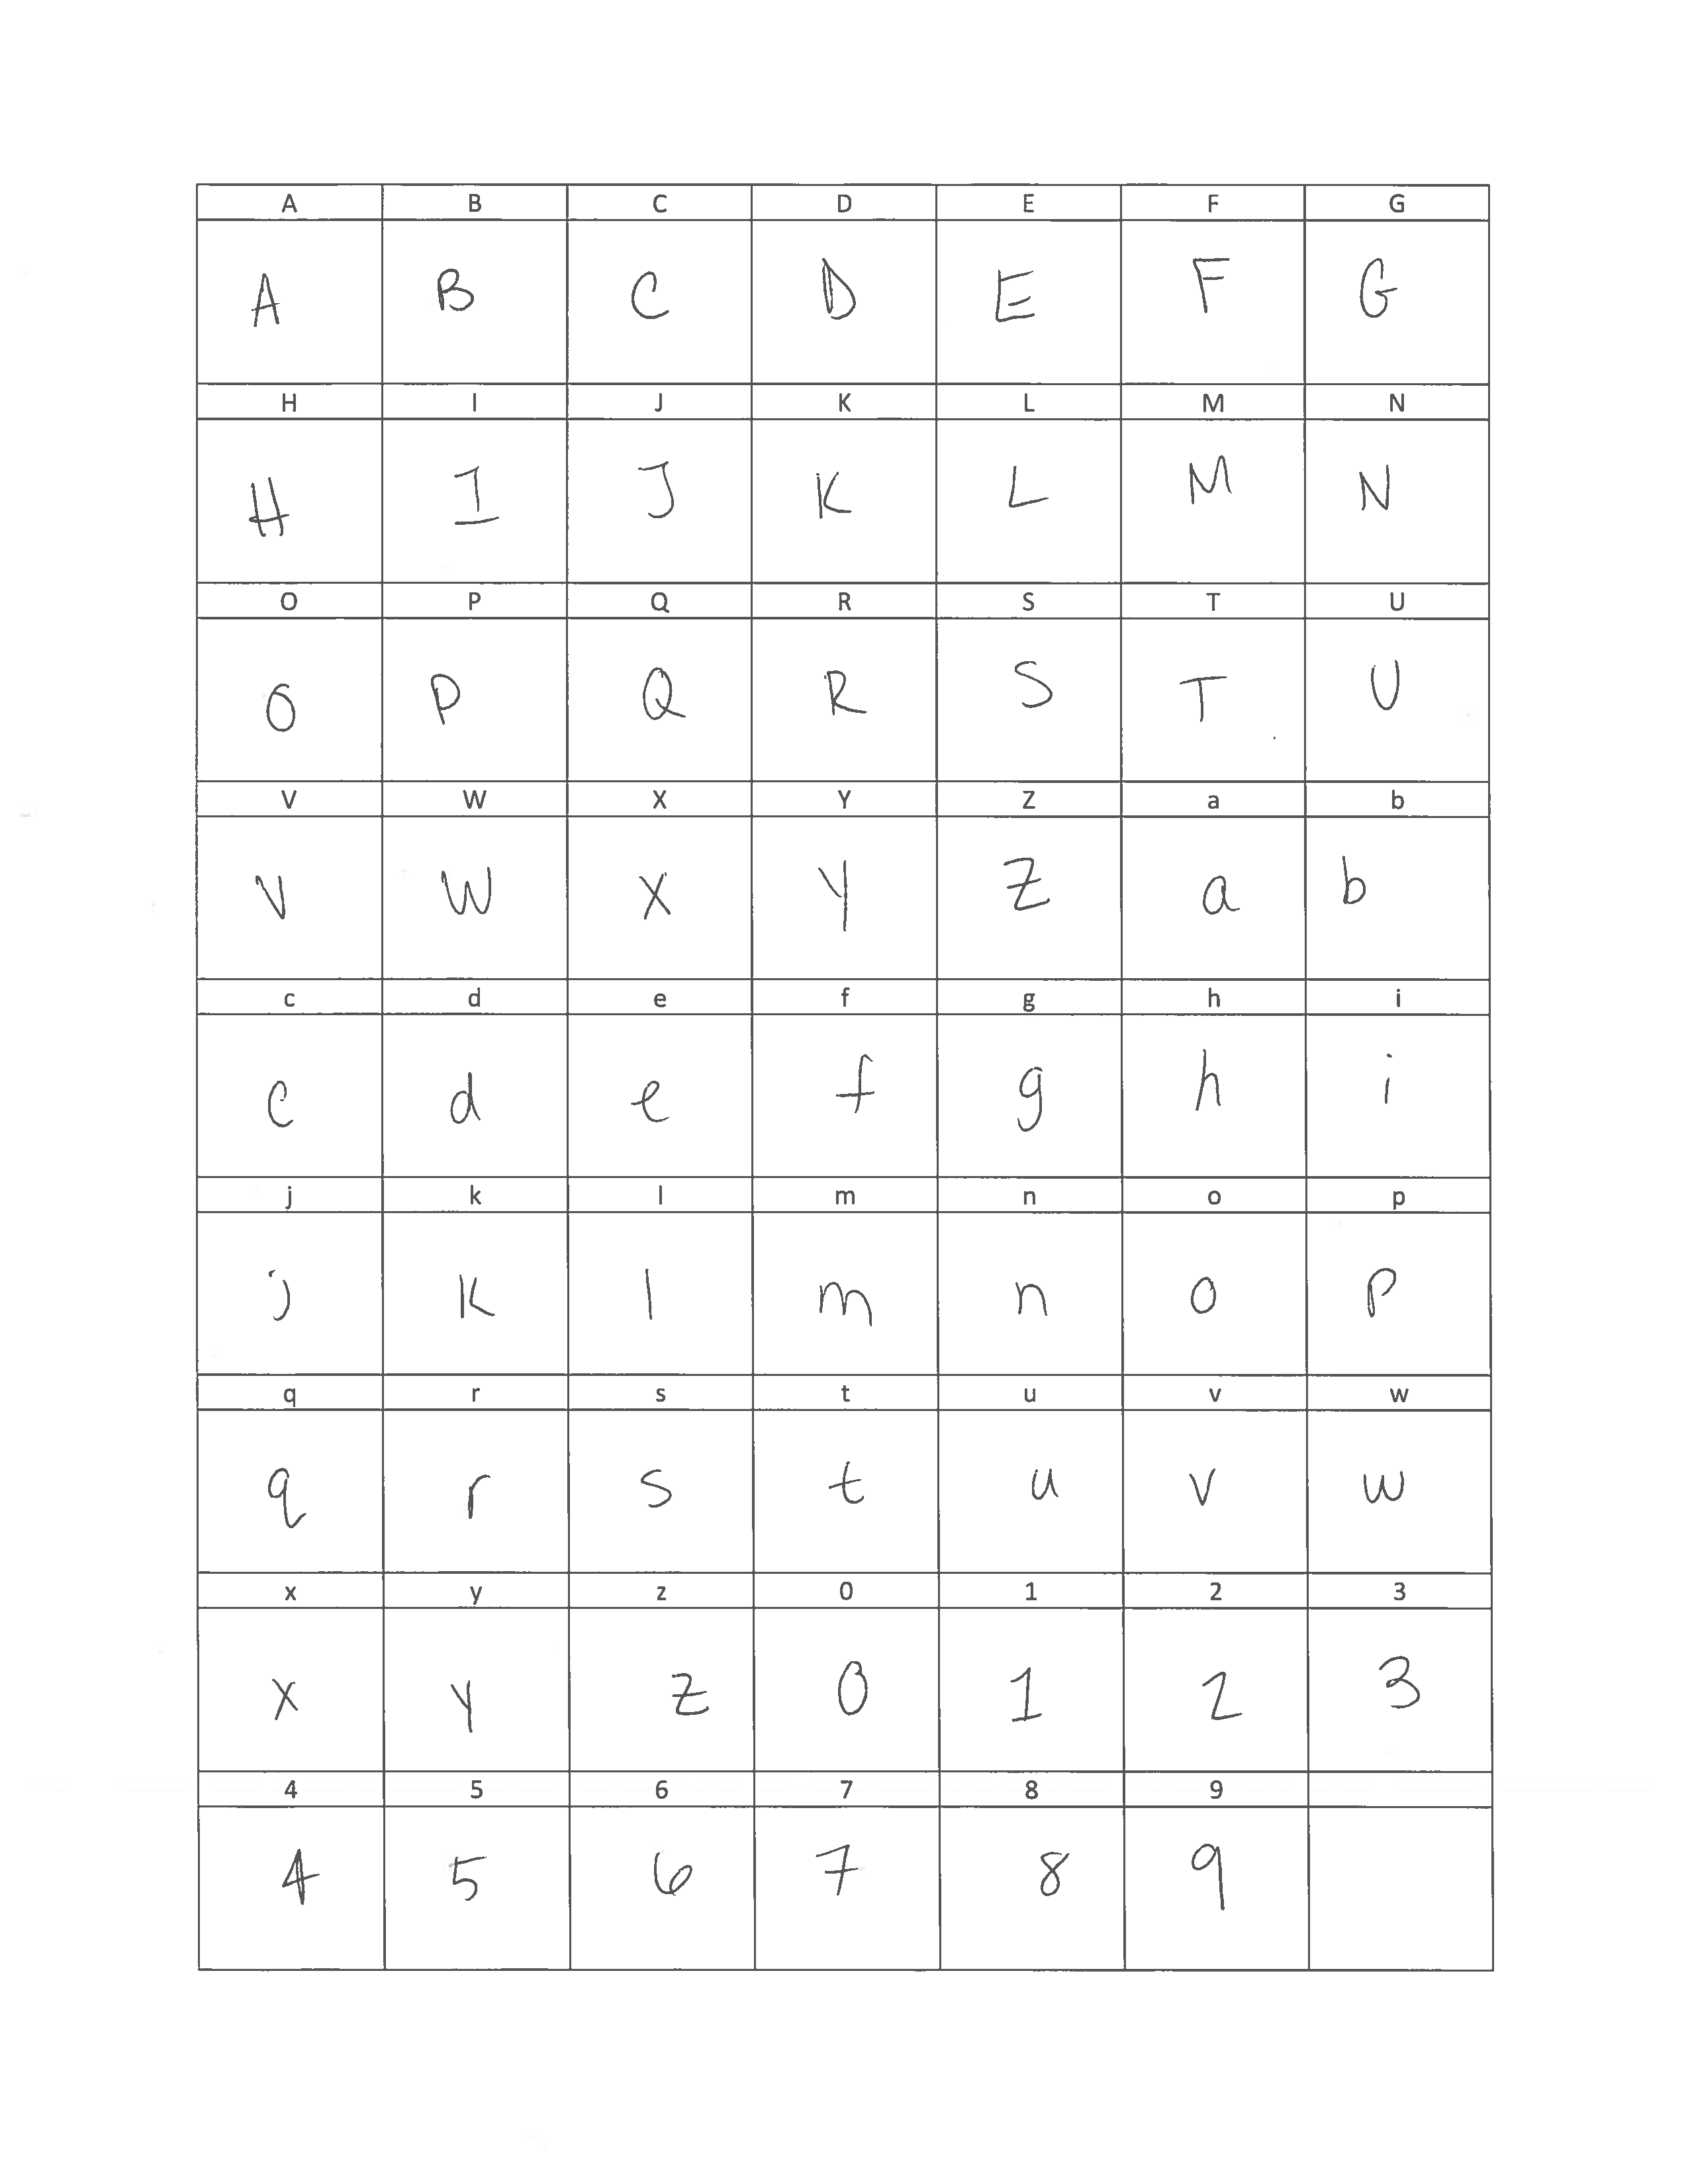 A B C D E F G
A B C D E F G
H I J K L M N
H I J K L M N
O P Q R S T U
O P Q R S T U
V W X Y Z a b
V W X Y Z a b
c d e f g h i
c d e f g h i
j k l m n o p
j k l m n o p
q r s t u v w
q r s t u v w
x y z 0 1 2 3
x y z 0 1 2 3
4 5 6 7 8 9
4 5 6 7 8 9